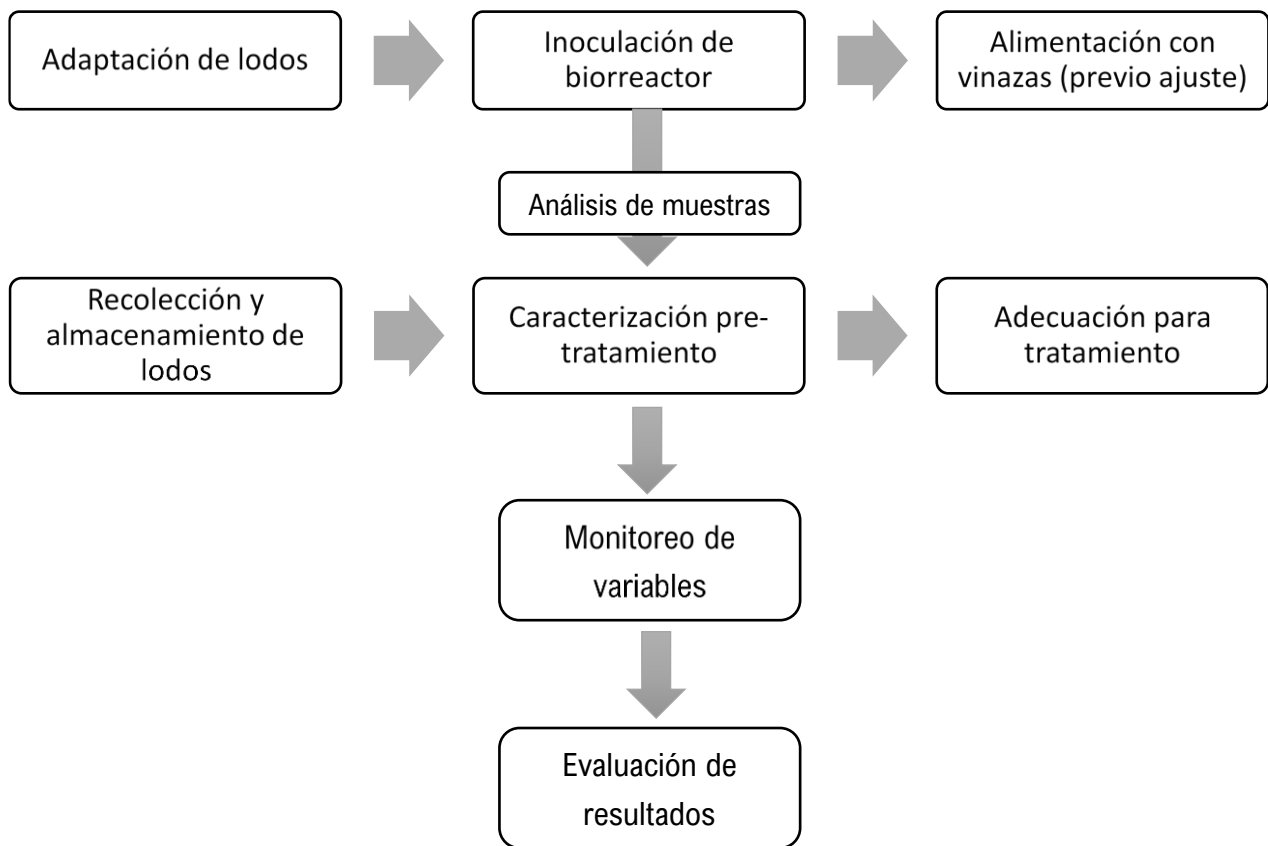 Adaptación de lodos
Inoculación de
biorreactor
Alimentación con
vinazas (previo ajuste)
Análisis de muestras
Recolección y
almacenamiento de
lodos
Caracterización pre-
tratamiento
Adecuación para
tratamiento
Monitoreo de
variables
Evaluación de
resultados